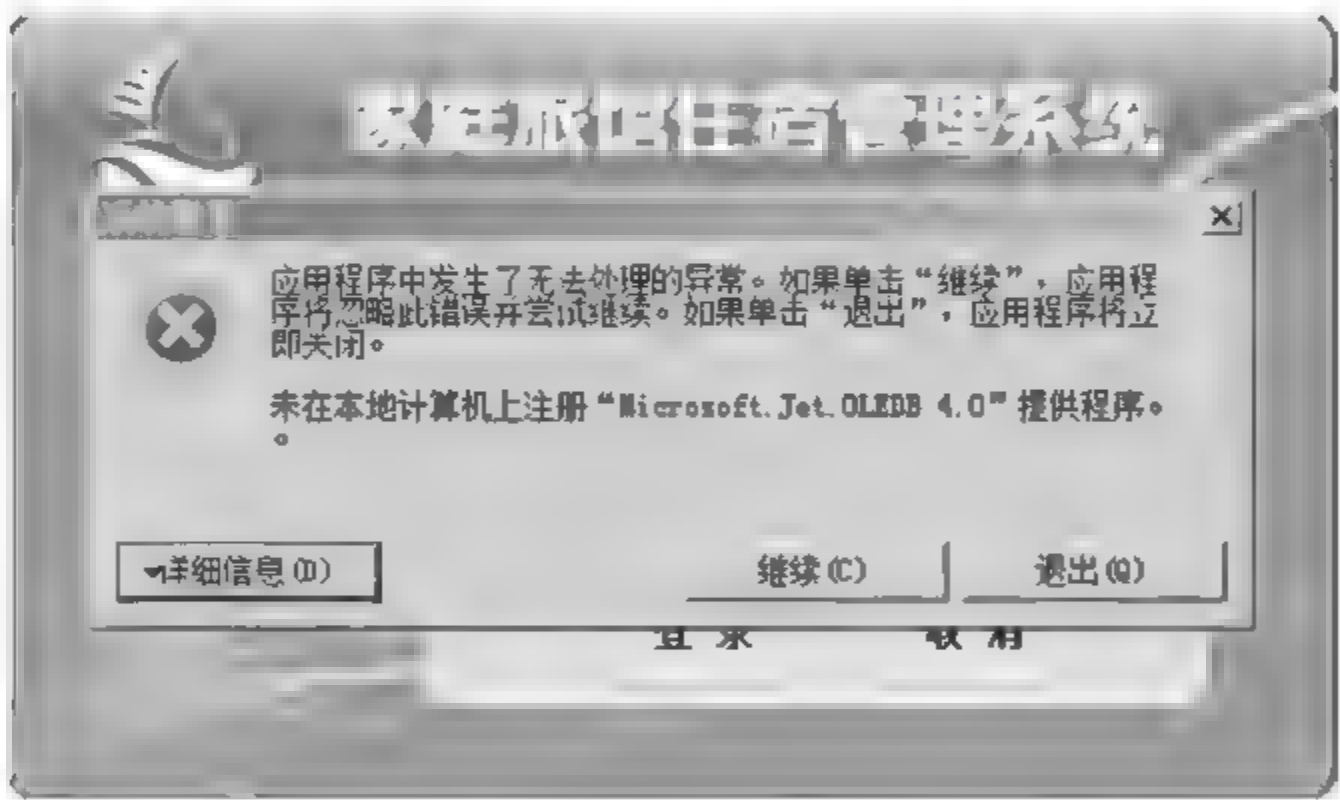 应用程序中发生了无法处理的异常。如果单击“继续”，应用程
序将忽略此错误并尝试继续。如果单击“退出”，应用程序将立
即关闭。
未在本地计算机上注册“Microsoft.Jet.OLEDB 4.0”提供程序。
。
详细信息(D)
继续(C)
退出(Q)
登 录
取 消